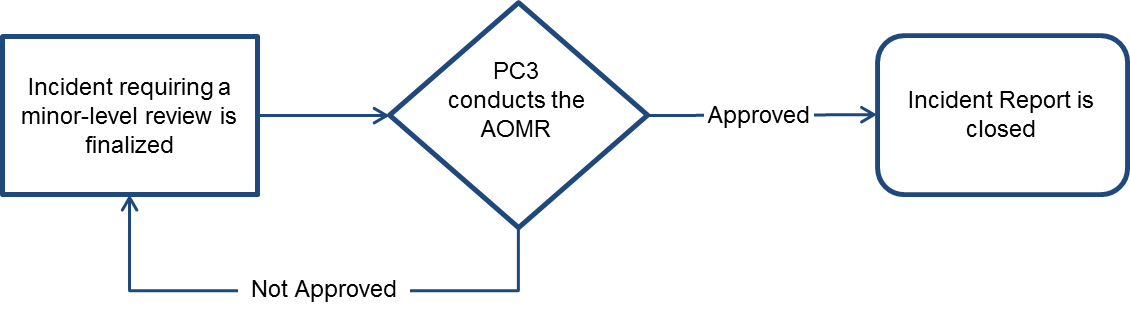 Incident requiring a
minor-level review is
finalized
PC3
conducts the
AOMR
Approved
Incident Report is
closed
Not Approved